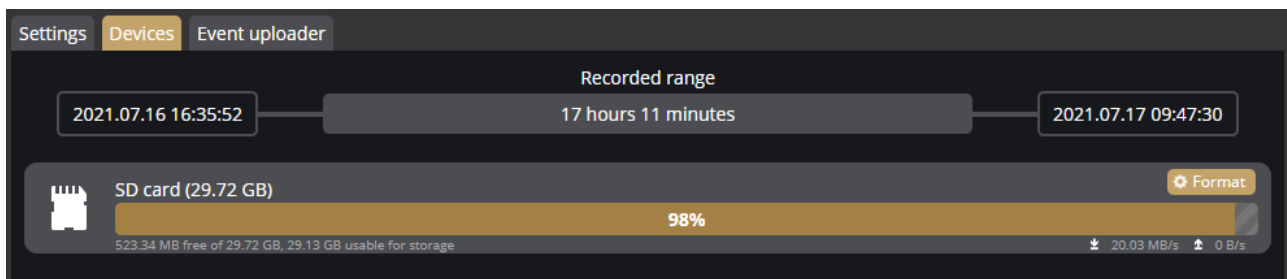 Settings Devices Event uploader
Recorded range
2021.07.16 16:35:52 17 hours 11 minutes 2021.07.17 09:47:30
SD card (29.72 GB) Format
98%
523.34 MB free of 29.72 GB, 29.13 GB usable for storage 20.03 MB/s 0 B/s